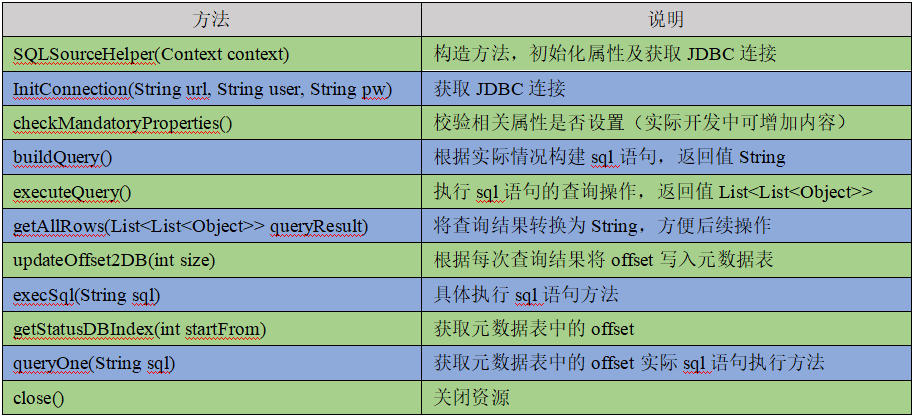 方法 说明
SQLSourceHelper(Context context) 构造方法，初始化属性及获取 JDBC 连接
InitConnection(String url, String user, String pw) 获取 JDBC 连接
checkMandatoryProperties() 校验相关属性是否设置（实际开发中可增加内容）
buildQuery() 根据实际情况构建 sql 语句，返回值 String
executeQuery() 执行 sql 语句的查询操作，返回值 List<List<Object>>
getAllRows(List<List<Object>> queryResult) 将查询结果转换为 String，方便后续操作
updateOffset2DB(int size) 根据每次查询结果将 offset 写入元数据表
execSql(String sql) 具体执行 sql 语句方法
getStatusDBIndex(int startFrom) 获取元数据表中的 offset
queryOne(String sql) 获取元数据表中的 offset 实际 sql 语句执行方法
close() 关闭资源